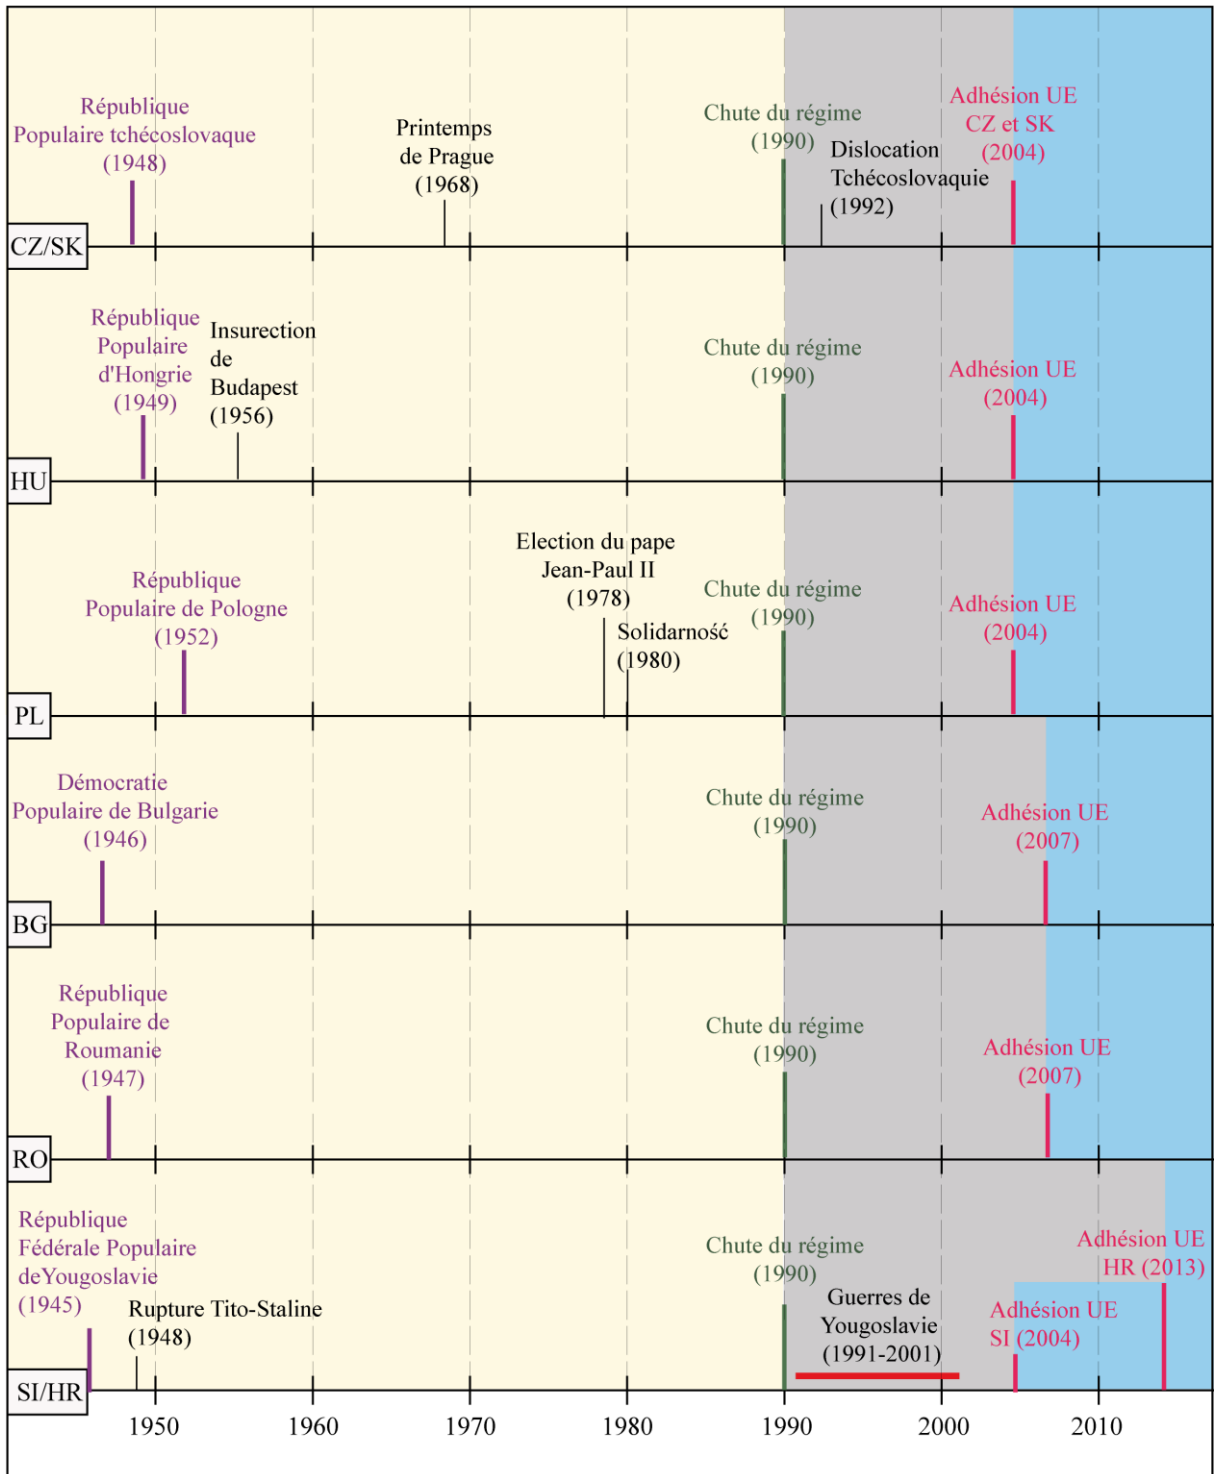 République
Populaire tchécoslovaque
(1948)
Printemps
de Prague
(1968)
Chute du régime
(1990)
Dislocation
Tchécoslovaquie
(1992)
Adhésion UE
CZ et SK
(2004)
CZ/SK
République
Populaire
d'Hongrie
(1949)
Insurection
de
Budapest
(1956)
Chute du régime
(1990)
Adhésion UE
(2004)
HU
République
Populaire de Pologne
(1952)
Election du pape
Jean-Paul II
(1978)
Solidarność
(1980)
Chute du régime
(1990)
Adhésion UE
(2004)
PL
Démocratie
Populaire de Bulgarie
(1946)
Chute du régime
(1990)
Adhésion UE
(2007)
BG
République
Populaire de
Roumanie
(1947)
Chute du régime
(1990)
Adhésion UE
(2007)
RO
République
Fédérale Populaire
deYougoslavie
(1945)
Rupture Tito-Staline
(1948)
Chute du régime
(1990)
Guerres de
Yougoslavie
(1991-2001)
Adhésion UE
SI (2004)
Adhésion UE
HR (2013)
SI/HR
1950 1960 1970 1980 1990 2000 2010